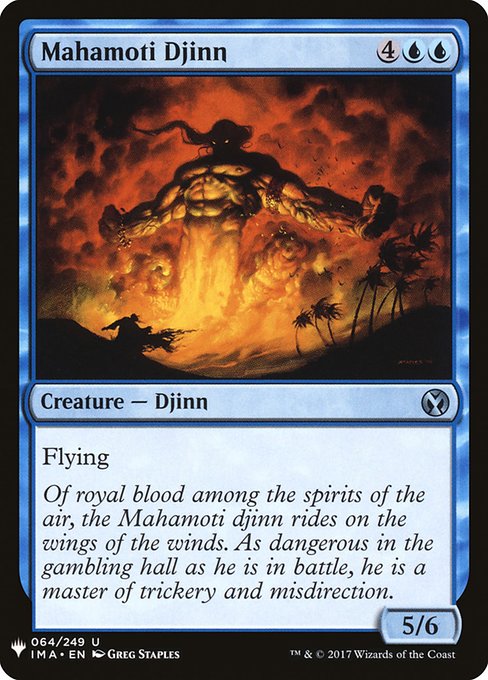 Mahamoti Djinn 4
Creature — Djinn
Flying
Of royal blood among the spirits of the
air, the Mahamoti djinn rides on the
wings of the winds. As dangerous in the
gambling hall as he is in battle, he is a
master of trickery and misdirection.
5/6
064/249 U
IMA • EN Greg Staples
™ & © 2017 Wizards of the Coast